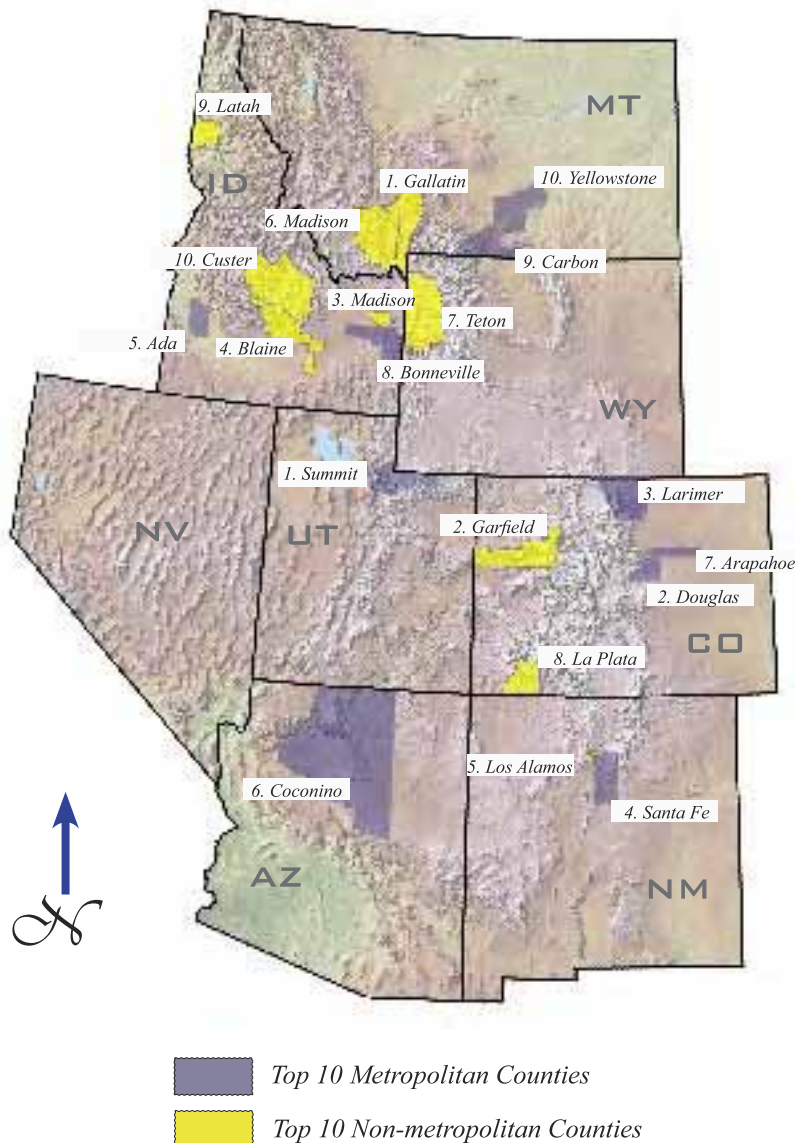 9. Latah
MT
ID
1. Gallatin
10. Yellowstone
6. Madison
10. Custer
9. Carbon
3. Madison
7. Teton
5. Ada
4. Blaine
8. Bonneville
WY
1. Summit
3. Larimer
2. Garfield
NV
UT
7. Arapahoe
2. Douglas
CO
8. La Plata
5. Los Alamos
6. Coconino
4. Santa Fe
AZ
NM
N
Top 10 Metropolitan Counties
Top 10 Non-metropolitan Counties